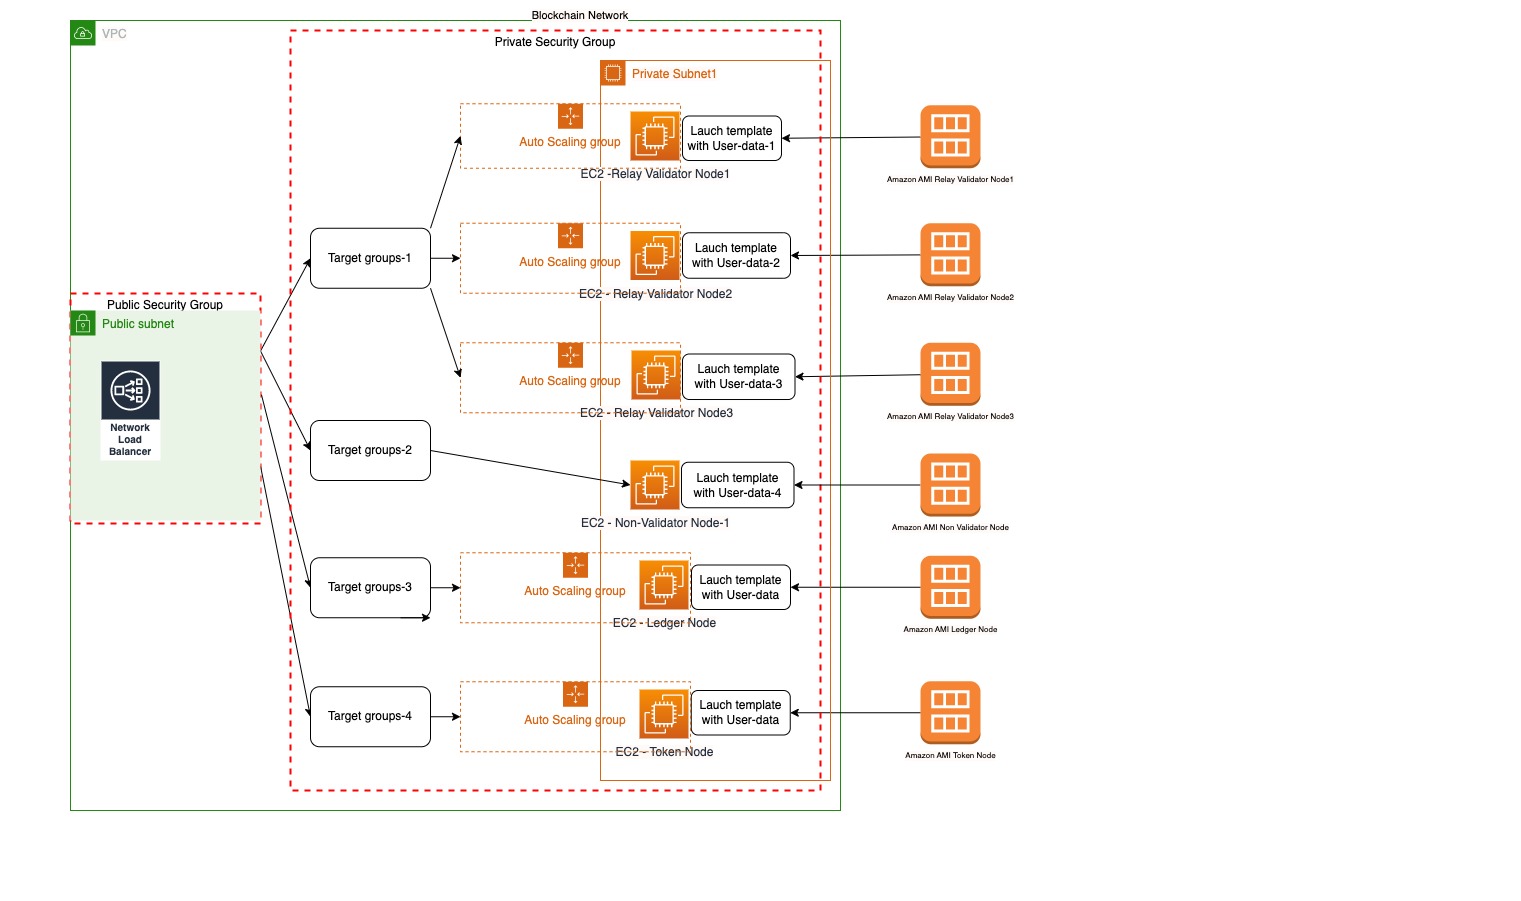 Blockchain Network
VPC
Private Security Group
Private Subnet1
Auto Scaling group
Lauch template
with User-data-1
EC2 -Relay Validator Node1
Amazon AMI Relay Validator Node1
Target groups-1
Auto Scaling group
Lauch template
with User-data-2
EC2 - Relay Validator Node2
Amazon AMI Relay Validator Node2
Public Security Group
Public subnet
Network
Load
Balancer
Auto Scaling group
Lauch template
with User-data-3
EC2 - Relay Validator Node3
Amazon AMI Relay Validator Node3
Target groups-2
Lauch template
with User-data-4
EC2 - Non-Validator Node-1
Amazon AMI Non Validator Node
Target groups-3
Auto Scaling group
Lauch template
with User-data
EC2 - Ledger Node
Amazon AMI Ledger Node
Target groups-4
Auto Scaling group
Lauch template
with User-data
EC2 - Token Node
Amazon AMI Token Node